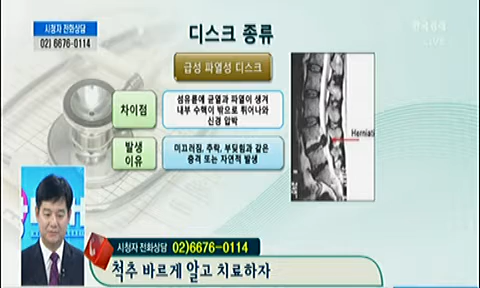 시청자 전화상담
02) 6676-0114
디스크 종류
LIVE
급성 파열성 디스크
차이점
섬유륜에 균열과 파열이 생겨
내부 수핵이 밖으로 튀어나와
신경 압박
Herniati
발생
이유
미끄러짐, 추락, 부딪힘과 같은
충격 또는 자연적 발생
시청자 전화상담 02)6676-0114
척추 바르게 알고 치료하자